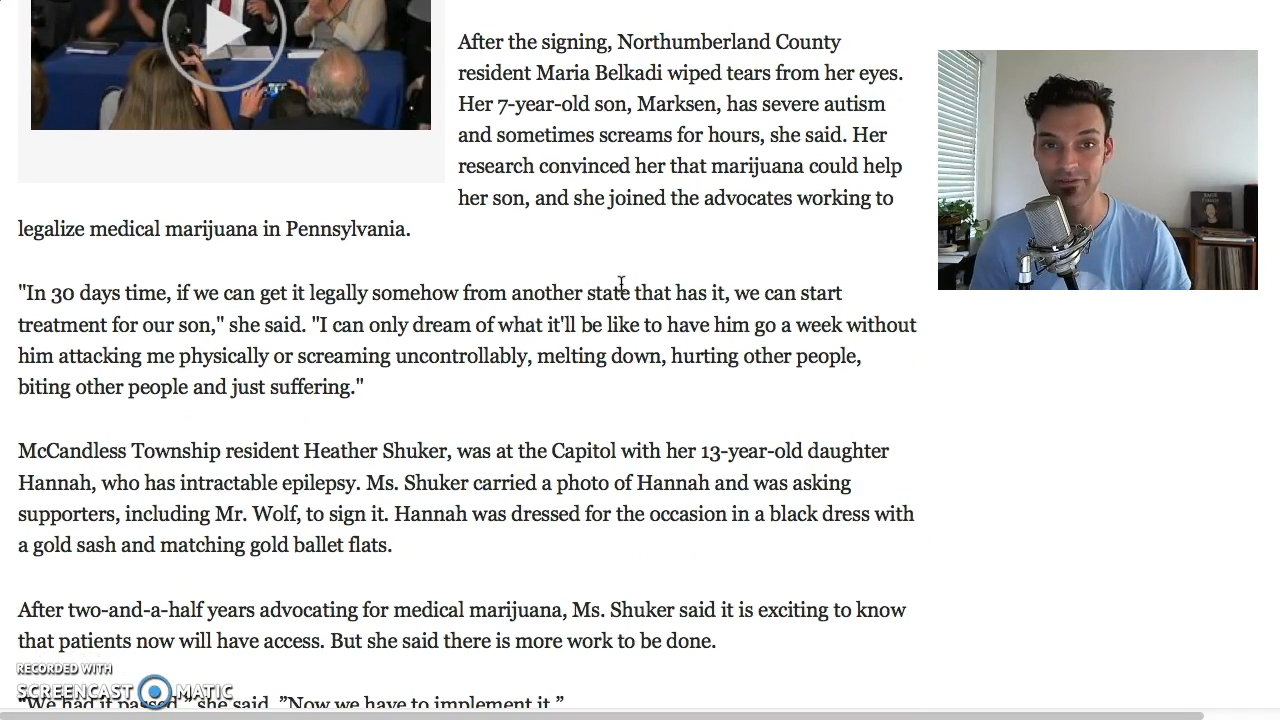 After the signing, Northumberland County
resident Maria Belkadi wiped tears from her eyes.
Her 7-year-old son, Marksen, has severe autism
and sometimes screams for hours, she said. Her
research convinced her that marijuana could help
her son, and she joined the advocates working to
legalize medical marijuana in Pennsylvania.
"In 30 days time, if we can get it legally somehow from another state that has it, we can start
treatment for our son," she said. "I can only dream of what it'll be like to have him go a week without
him attacking me physically or screaming uncontrollably, melting down, hurting other people,
biting other people and just suffering."
McCandless Township resident Heather Shuker, was at the Capitol with her 13-year-old daughter
Hannah, who has intractable epilepsy. Ms. Shuker carried a photo of Hannah and was asking
supporters, including Mr. Wolf, to sign it. Hannah was dressed for the occasion in a black dress with
a gold sash and matching gold ballet flats.
After two-and-a-half years advocating for medical marijuana, Ms. Shuker said it is exciting to know
that patients now will have access. But she said there is more work to be done.
"We had it passed," she said. "Now we have to implement it."
RECORDED WITH
SCREENCAST MATIC